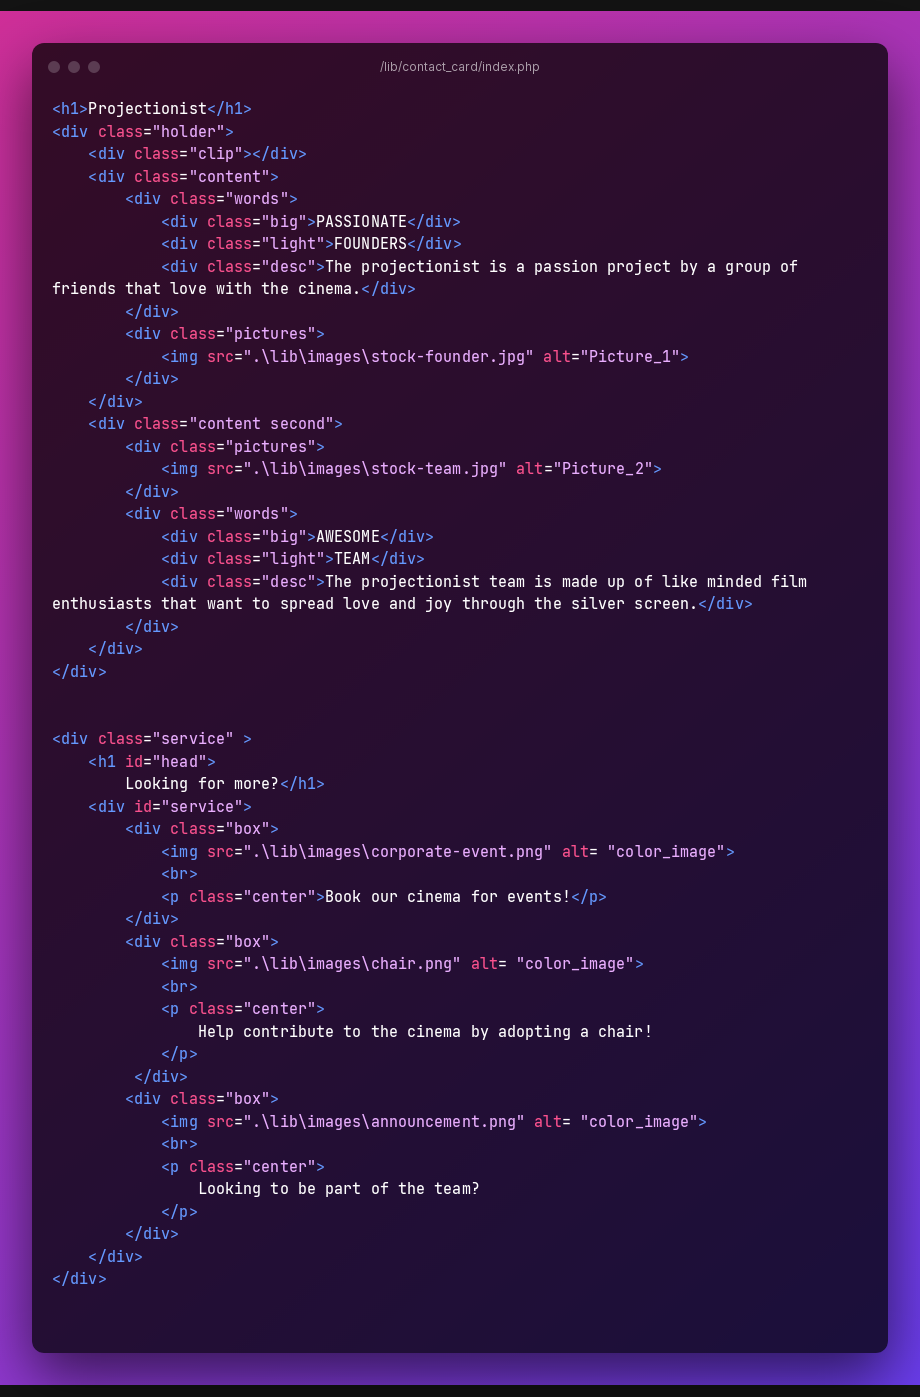 /lib/contact_card/index.php
<h1>Projectionist</h1>
<div class="holder">
    <div class="clip"></div>
    <div class="content">
        <div class="words">
            <div class="big">PASSIONATE</div>
            <div class="light">FOUNDERS</div>
            <div class="desc">The projectionist is a passion project by a group of
friends that love with the cinema.</div>
        </div>
        <div class="pictures">
            <img src=".\lib\images\stock-founder.jpg" alt="Picture_1">
        </div>
    </div>
    <div class="content second">
        <div class="pictures">
            <img src=".\lib\images\stock-team.jpg" alt="Picture_2">
        </div>
        <div class="words">
            <div class="big">AWESOME</div>
            <div class="light">TEAM</div>
            <div class="desc">The projectionist team is made up of like minded film
enthusiasts that want to spread love and joy through the silver screen.</div>
        </div>
    </div>
</div>


<div class="service" >
    <h1 id="head">
        Looking for more?</h1>
    <div id="service">
        <div class="box">
            <img src=".\lib\images\corporate-event.png" alt= "color_image">
            <br>
            <p class="center">Book our cinema for events!</p>
        </div>
        <div class="box">
            <img src=".\lib\images\chair.png" alt= "color_image">
            <br>
            <p class="center">
                Help contribute to the cinema by adopting a chair!
            </p>
         </div>
        <div class="box">
            <img src=".\lib\images\announcement.png" alt= "color_image">
            <br>
            <p class="center">
                Looking to be part of the team?
            </p>
        </div>
    </div>
</div>